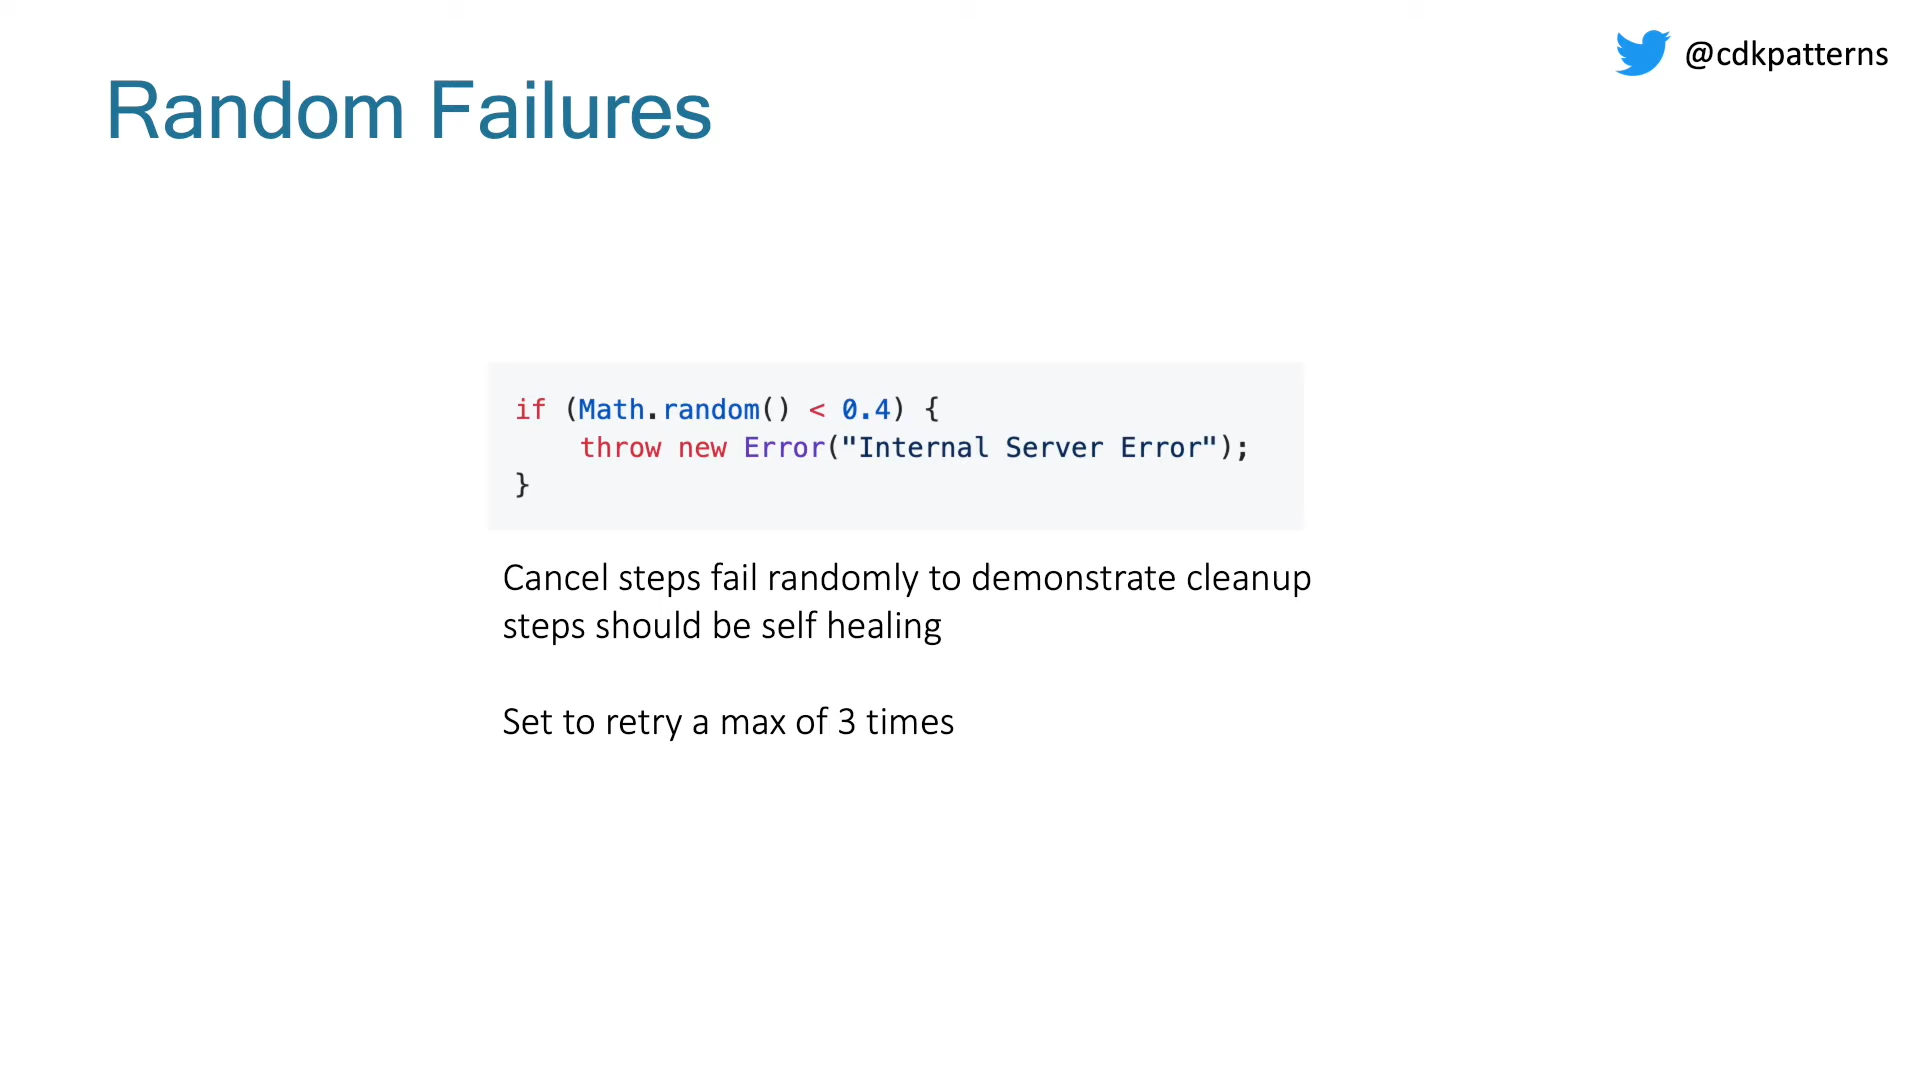 @cdkpatterns
Random Failures
if (Math.random() < 0.4) {
    throw new Error("Internal Server Error");
}
Cancel steps fail randomly to demonstrate cleanup
steps should be self healing
Set to retry a max of 3 times